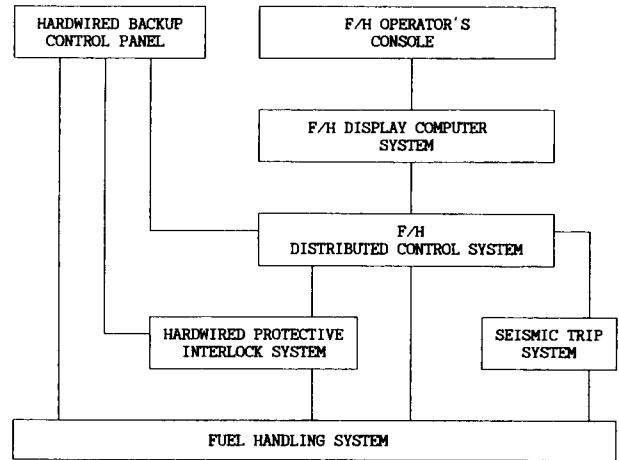 HARDWIRED BACKUP
CONTROL PANEL
F/H OPERATOR'S
CONSOLE
F/H DISPLAY COMPUTER
SYSTEM
F/H
DISTRIBUTED CONTROL SYSTEM
HARDWIRED PROTECTIVE
INTERLOCK SYSTEM
SEISMIC TRIP
SYSTEM
FUEL HANDLING SYSTEM